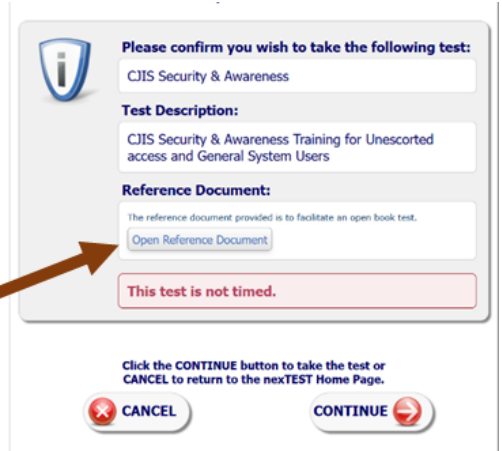 Please confirm you wish to take the following test:
CJIS Security & Awareness
Test Description:
CJIS Security & Awareness Training for Unescorted
access and General System Users
Reference Document:
The reference document provided is to facilitate an open book test.
Open Reference Document
This test is not timed.
Click the CONTINUE button to take the test or
CANCEL to return to the nexTEST Home Page.
CANCEL
CONTINUE